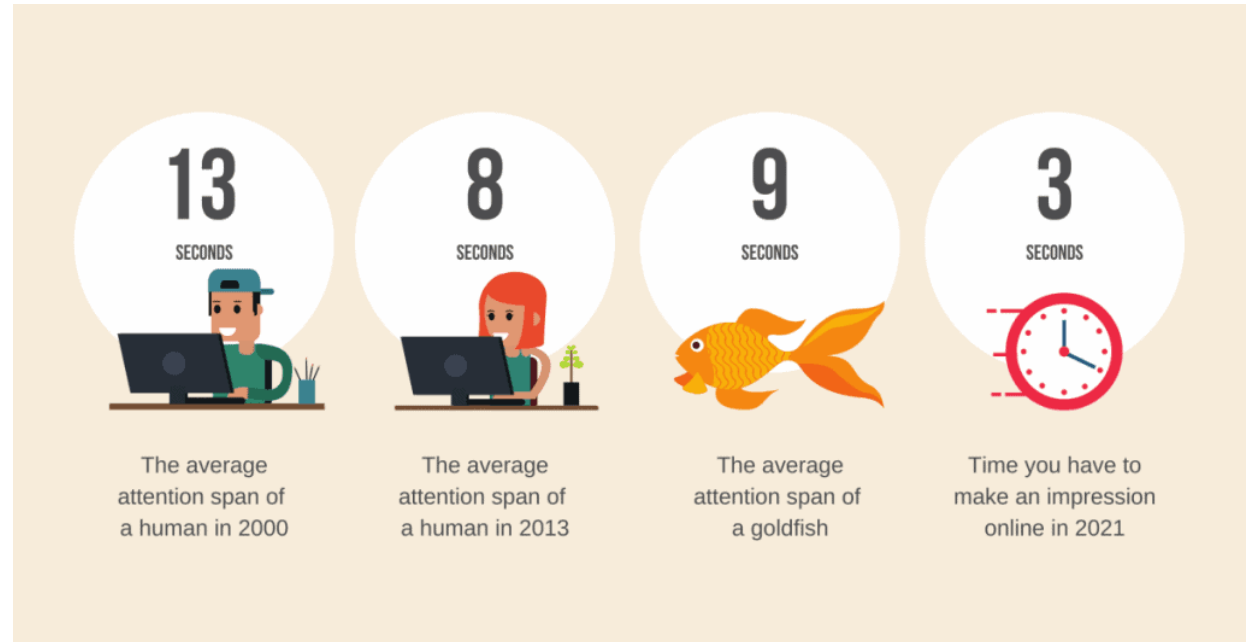 13
SECONDS
The average
attention span of
a human in 2000
8
SECONDS
The average
attention span of
a human in 2013
9
SECONDS
The average
attention span of
a goldfish
3
SECONDS
Time you have to
make an impression
online in 2021